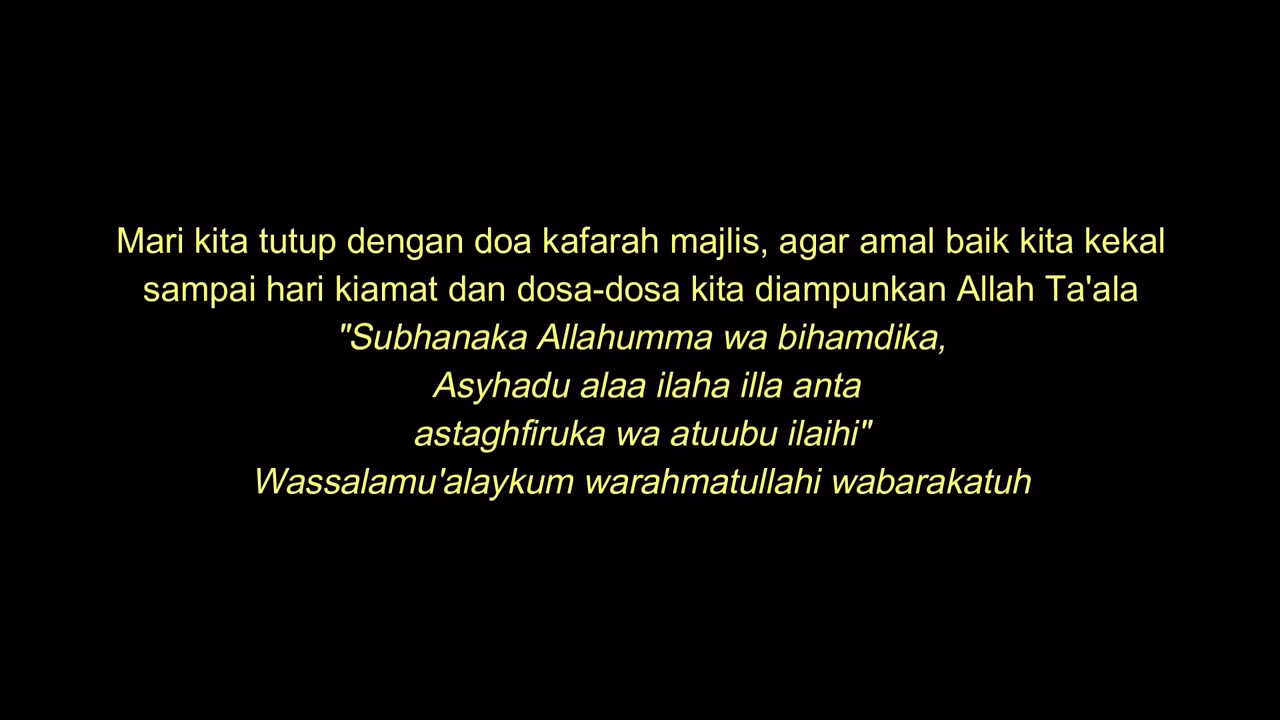 Mari kita tutup dengan doa kafarah majlis, agar amal baik kita kekal
sampai hari kiamat dan dosa-dosa kita diampunkan Allah Ta'ala
"Subhanaka Allahumma wa bihamdika,
Asyhadu alaa ilaha illa anta
astaghfiruka wa atuubu ilaihi"
Wassalamu'alaykum warahmatullahi wabarakatuh